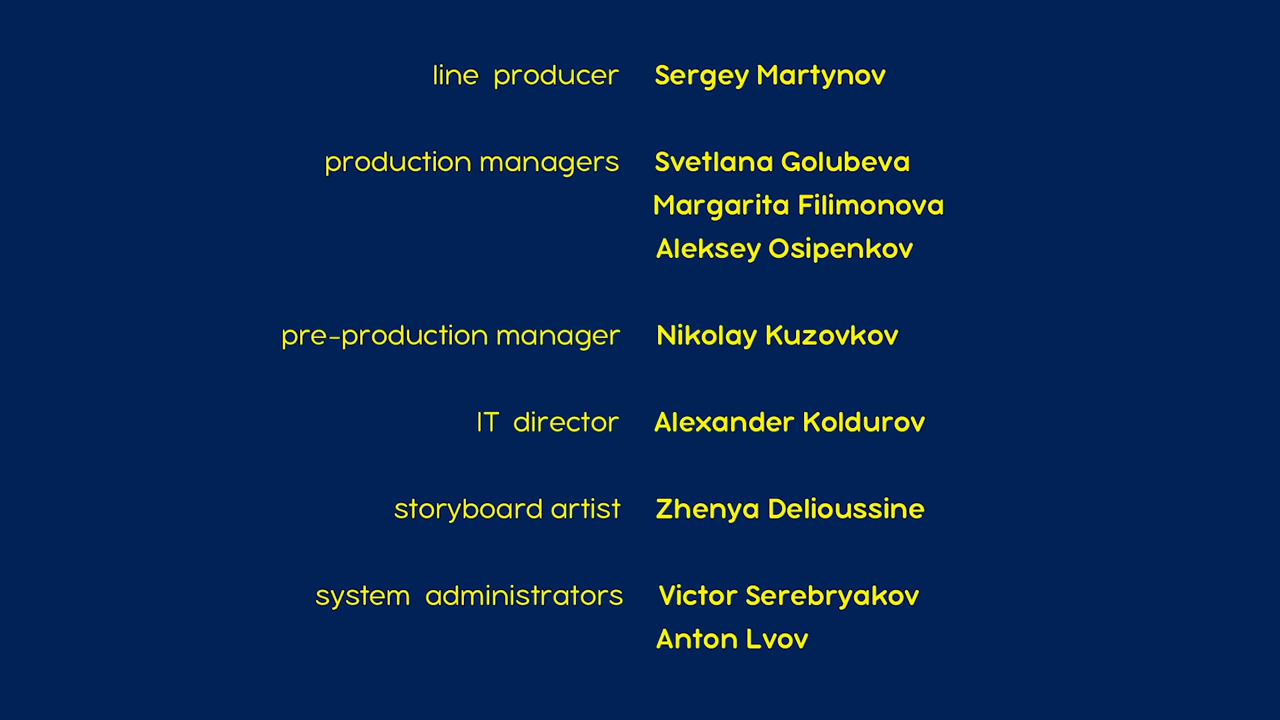 line producer Sergey Martynov
production managers Svetlana Golubeva
Margarita Filimonova
Aleksey Osipenkov
pre-production manager Nikolay Kuzovkov
IT director Alexander Koldurov
storyboard artist Zhenya Delioussine
system administrators Victor Serebryakov
Anton Lvov